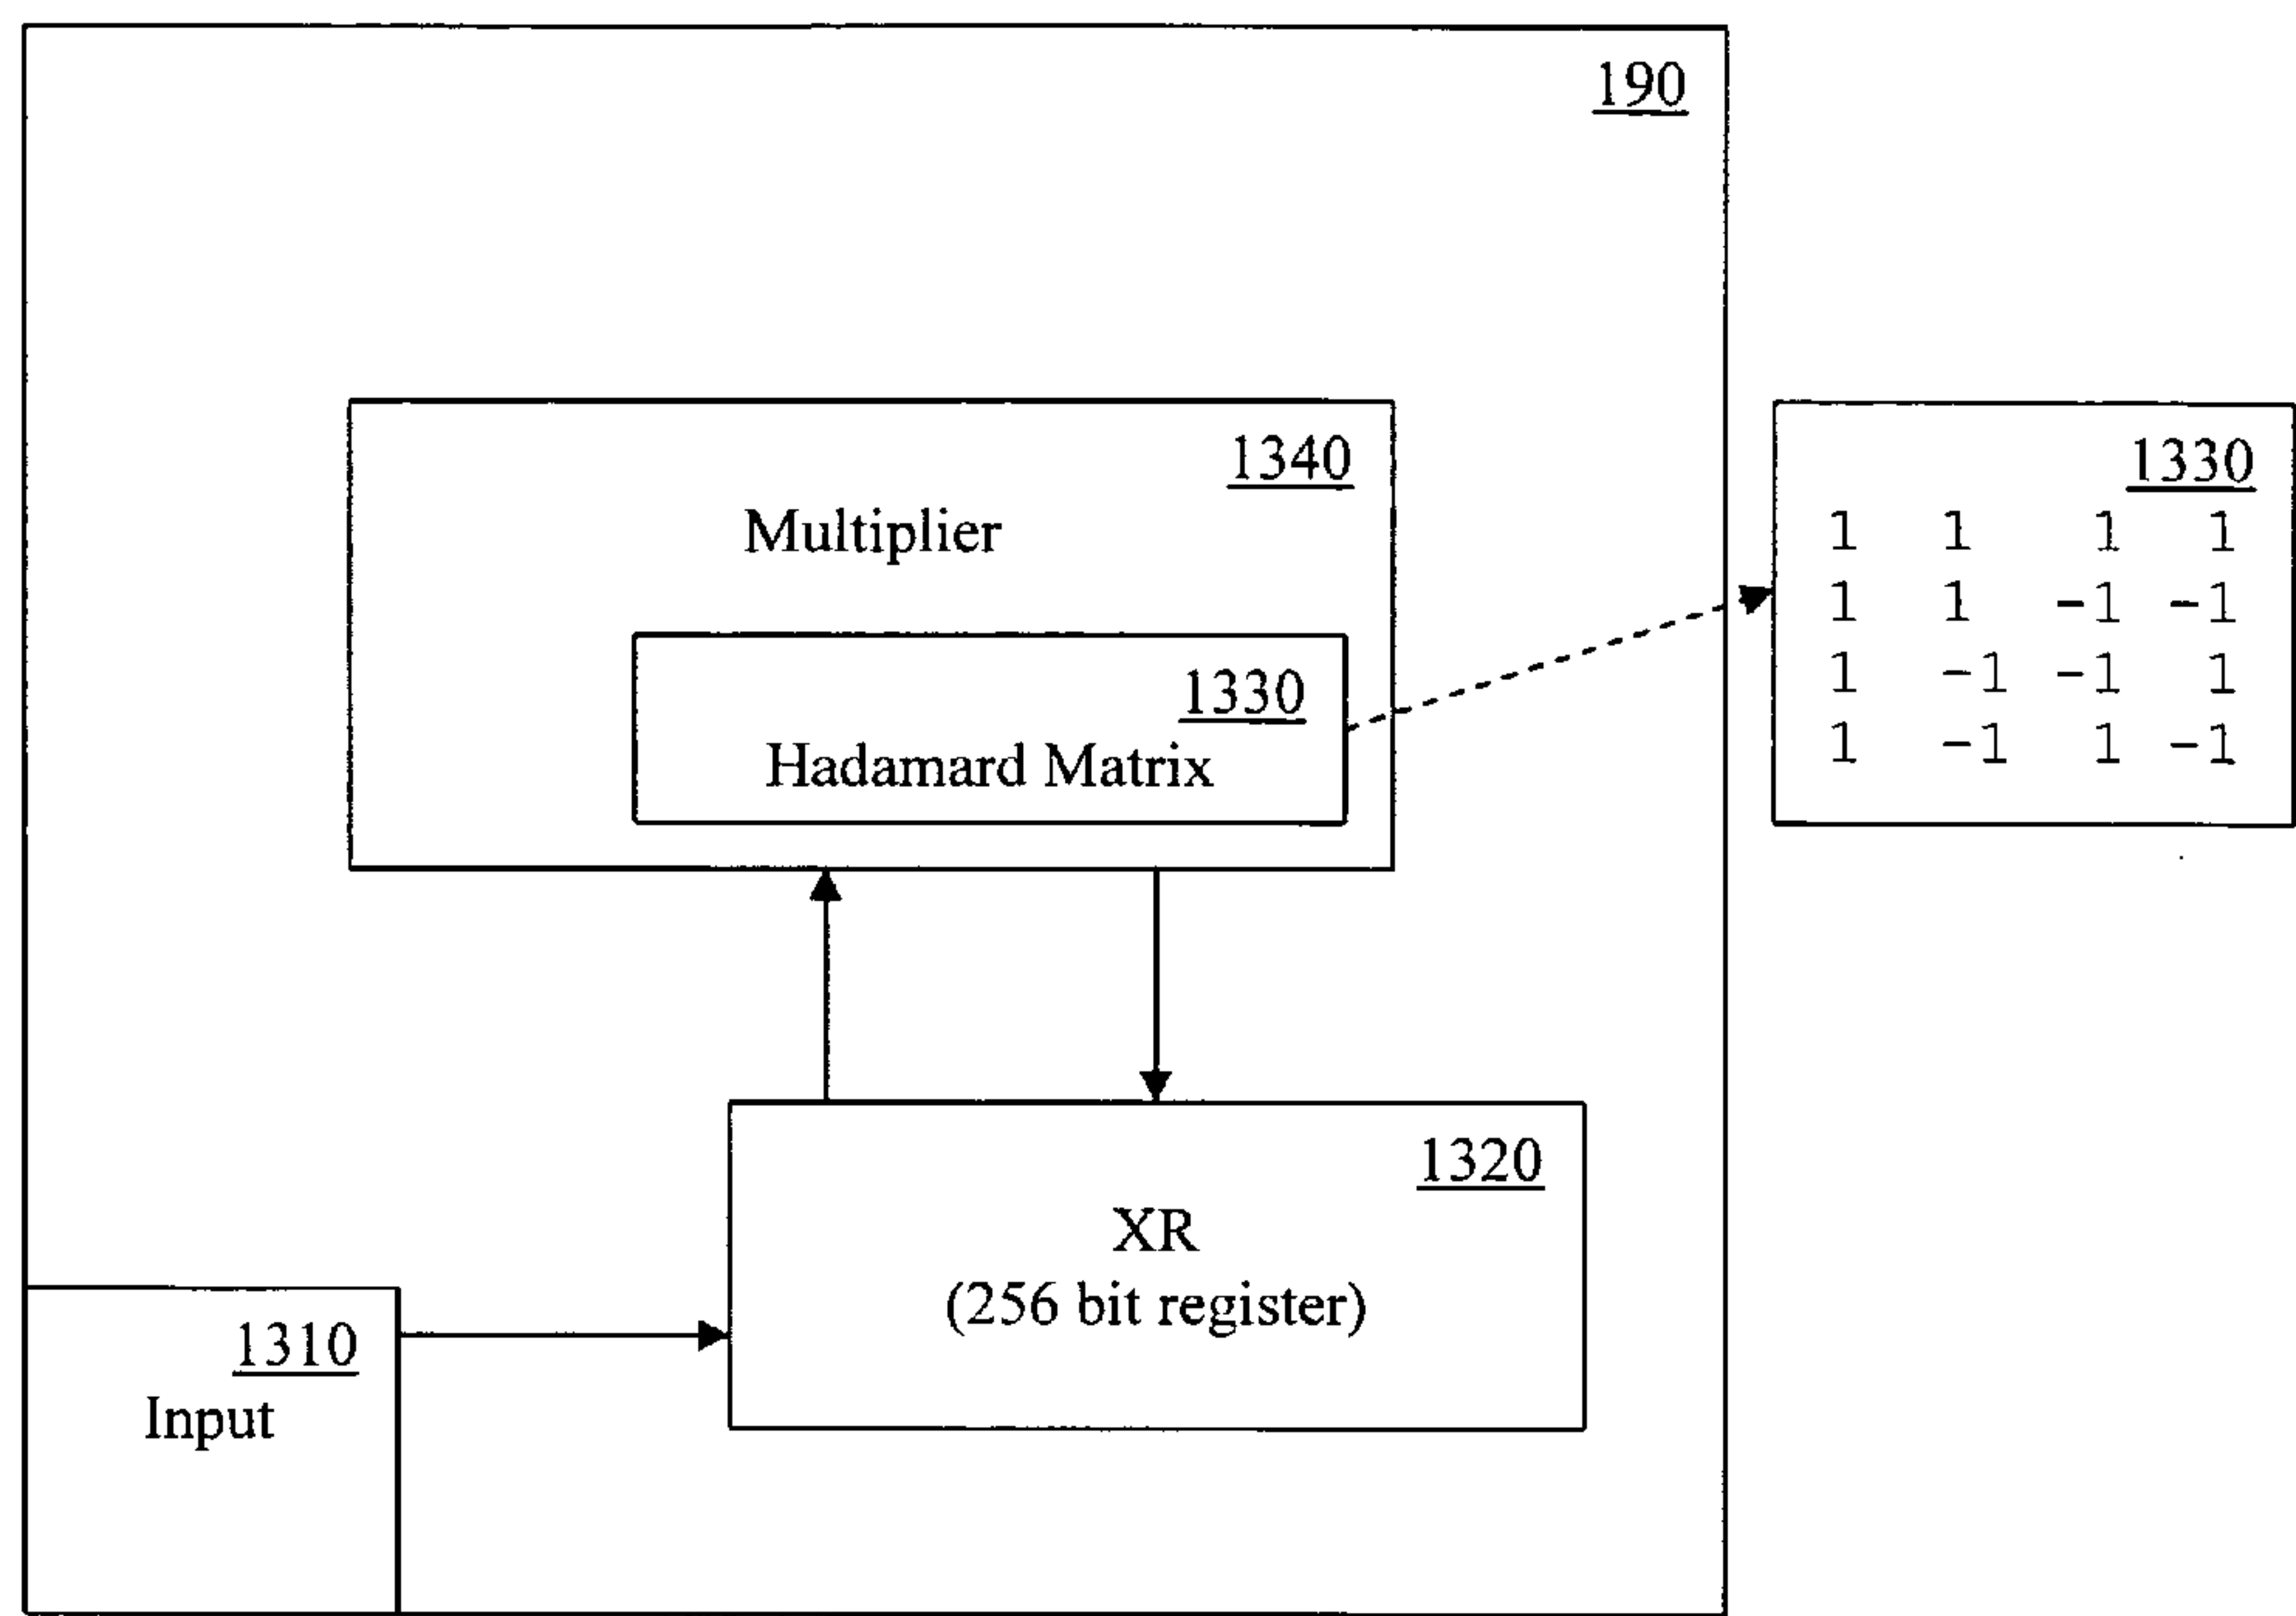 190
1340
Multiplier
1330
Hadamard Matrix
1330
1 1 1 1
1 1 -1 -1
1 -1 -1 1
1 -1 1 -1
1320
XR
(256 bit register)
1310
Input